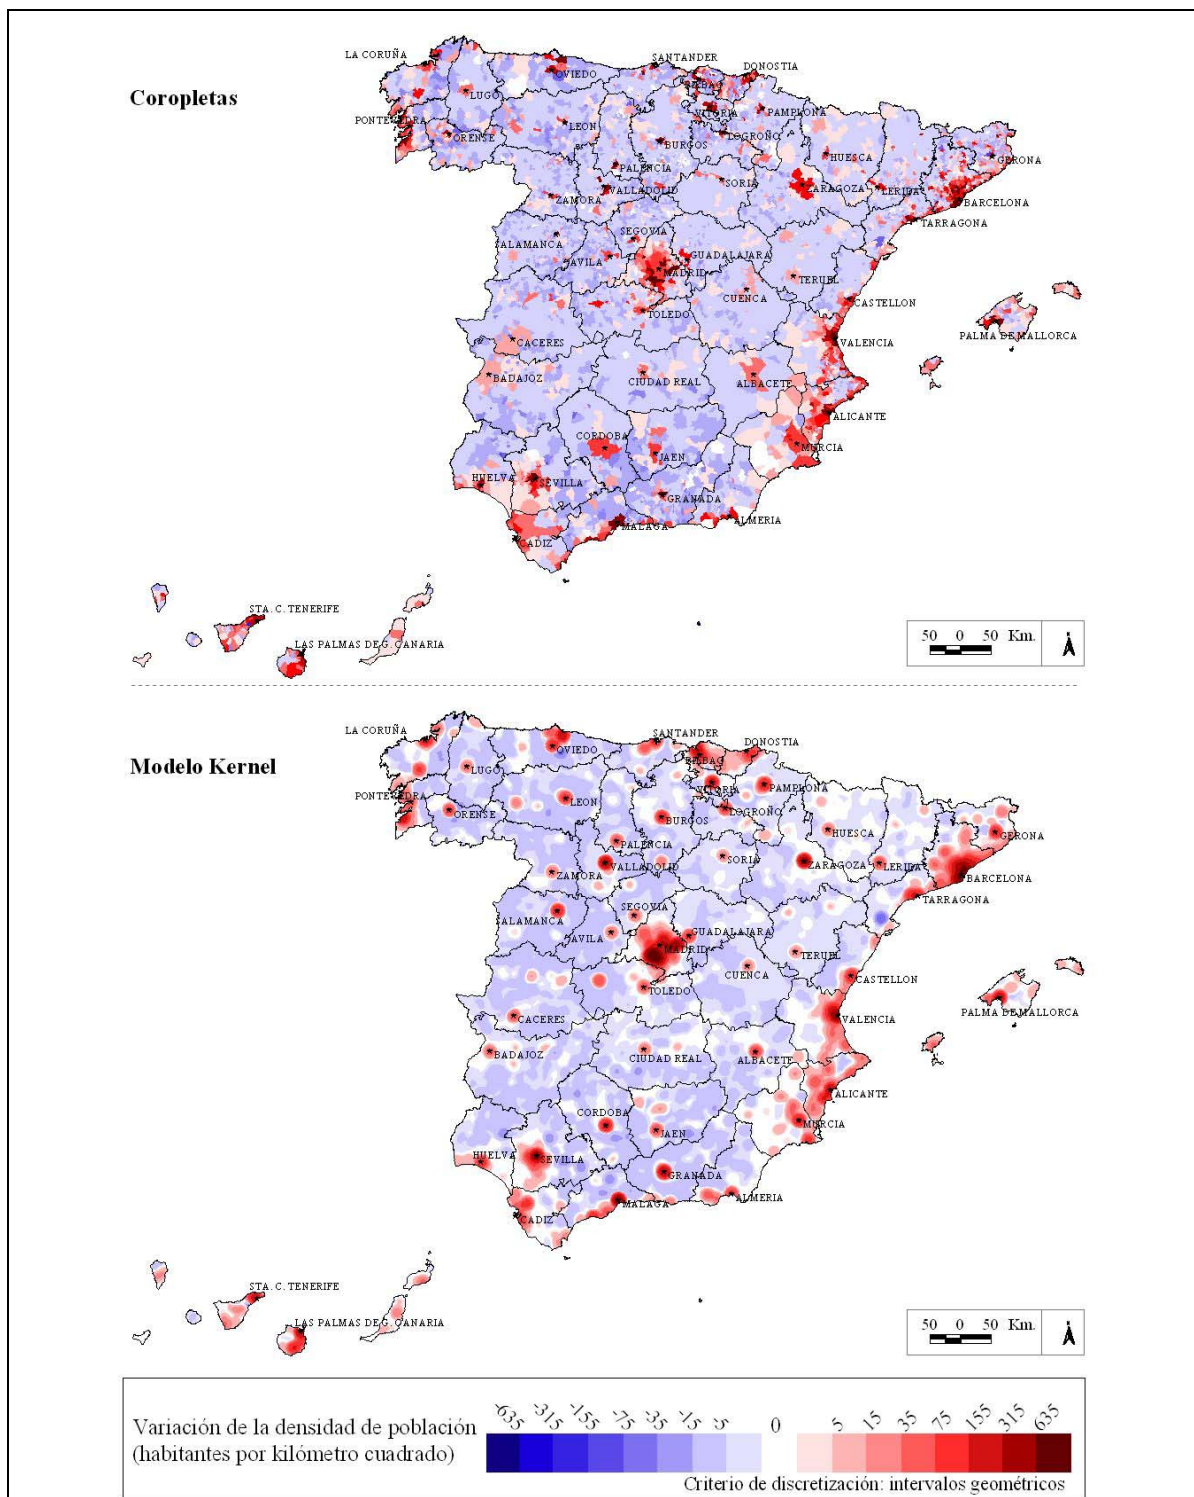 Coropletas
LA CORUÑA
SANTANDER
DONOSTIA
OVIEDO
BILBAO
LUGO
VITORIA
PAMPLONA
PONTEVEDRA
LEON
LOGROÑO
ORENSE
BURGOS
HUESCA
GERONA
PALENCIA
SORIA
VALLADOLID
ZARAGOZA
LERIDA
ZAMORA
BARCELONA
TARRAGONA
SEGOVIA
SALAMANCA
AVILA
GUADALAJARA
MADRID
TERUEL
CUENCA
CASTELLON
TOLEDO
PALMA DE MALLORCA
CACERES
VALENCIA
BADAJOZ
CIUDAD REAL
ALBACETE
ALICANTE
CORDOBA
MURCIA
JAEN
HUELVA
SEVILLA
GRANADA
MALAGA
ALMERIA
CADIZ
STA. C. TENERIFE
LAS PALMAS DE G. CANARIA
50 0 50 Km.
Modelo Kernel
LA CORUÑA
SANTANDER
DONOSTIA
OVIEDO
BILBAO
LUGO
VITORIA
PAMPLONA
PONTEVEDRA
LEON
LOGROÑO
ORENSE
BURGOS
HUESCA
GERONA
PALENCIA
SORIA
VALLADOLID
ZARAGOZA
LERIDA
ZAMORA
BARCELONA
TARRAGONA
SEGOVIA
SALAMANCA
AVILA
GUADALAJARA
MADRID
TERUEL
CUENCA
CASTELLON
TOLEDO
PALMA DE MALLORCA
CACERES
VALENCIA
BADAJOZ
CIUDAD REAL
ALBACETE
ALICANTE
CORDOBA
MURCIA
JAEN
HUELVA
SEVILLA
GRANADA
MALAGA
ALMERIA
CADIZ
STA. C. TENERIFE
LAS PALMAS DE G. CANARIA
50 0 50 Km.
Variación de la densidad de población
(habitantes por kilómetro cuadrado)
-635 -315 -155 -75 -35 -15 -5 0 5 15 35 75 155 315 635
Criterio de discretización: intervalos geométricos